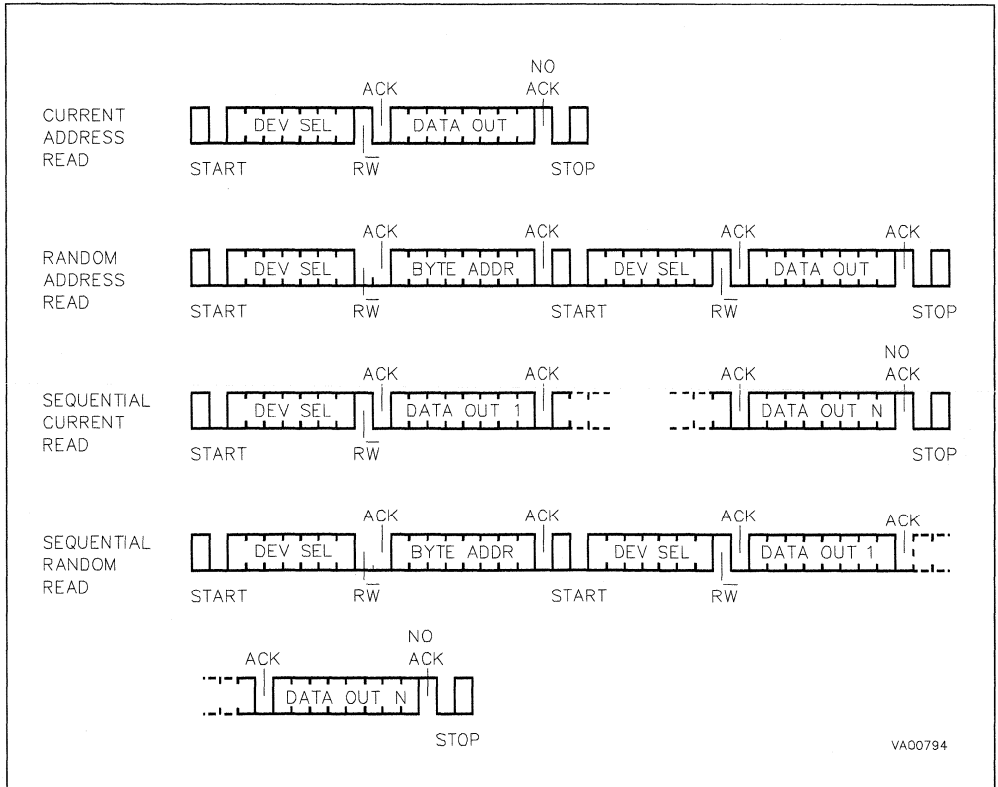 NO
ACK ACK
CURRENT
ADDRESS
READ
DEV SEL DATA OUT
START RW̅ STOP
ACK ACK ACK ACK
RANDOM
ADDRESS
READ
DEV SEL BYTE ADDR DEV SEL DATA OUT
START RW̅ START RW̅ STOP
NO
ACK ACK ACK ACK
SEQUENTIAL
CURRENT
READ
DEV SEL DATA OUT 1 DATA OUT N
START RW̅ STOP
ACK ACK ACK ACK
SEQUENTIAL
RANDOM
READ
DEV SEL BYTE ADDR DEV SEL DATA OUT 1
START RW̅ START RW̅
NO
ACK ACK
DATA OUT N
STOP
VA00794